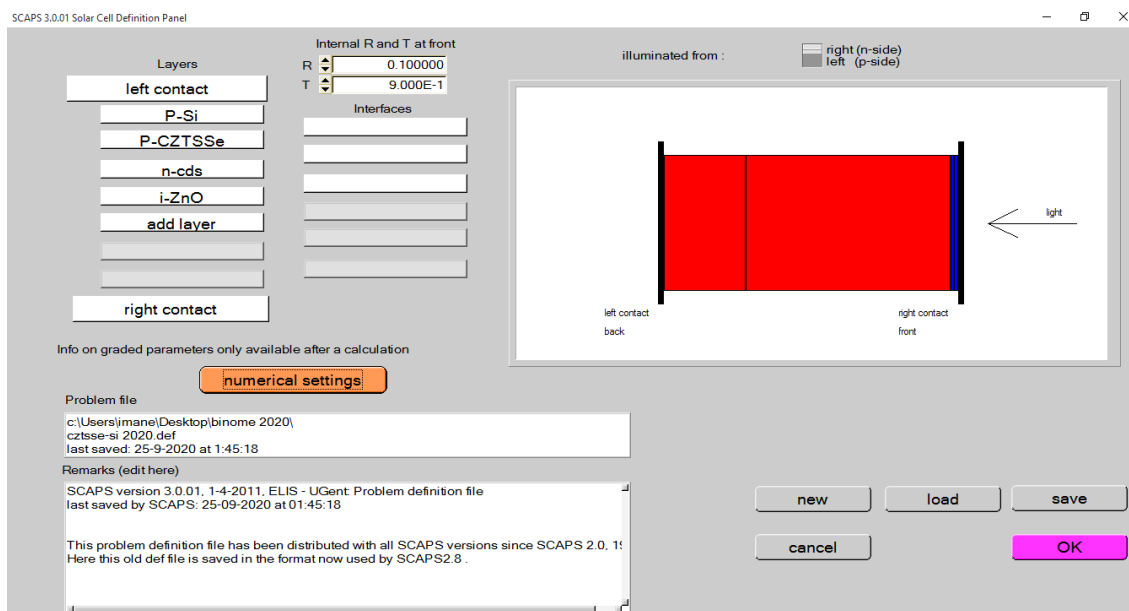 SCAPS 3.0.01 Solar Cell Definition Panel
Internal R and T at front
illuminated from :
right (n-side)
left (p-side)
Layers
R 0.100000
T 9.000E-1
left contact
Interfaces
P-Si
P-CZTSSe
n-cds
i-ZnO
add layer
right contact
light
left contact
back
right contact
front
Info on graded parameters only available after a calculation
numerical settings
Problem file
c:\Users\imane\Desktop\binome 2020\
cztsse-si 2020.def
last saved: 25-9-2020 at 1:45:18
Remarks (edit here)
SCAPS version 3.0.01, 1-4-2011, ELIS - UGent: Problem definition file
last saved by SCAPS: 25-09-2020 at 01:45:18
This problem definition file has been distributed with all SCAPS versions since SCAPS 2.0, 19
Here this old def file is saved in the format now used by SCAPS2.8 .
new
load
save
cancel
OK